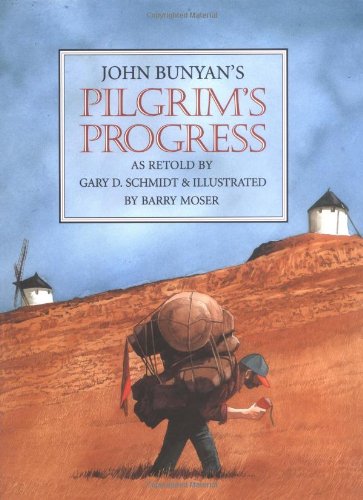 JOHN BUNYAN'S
PILGRIM'S
PROGRESS
AS RETOLD BY
GARY D. SCHMIDT & ILLUSTRATED
BY BARRY MOSER